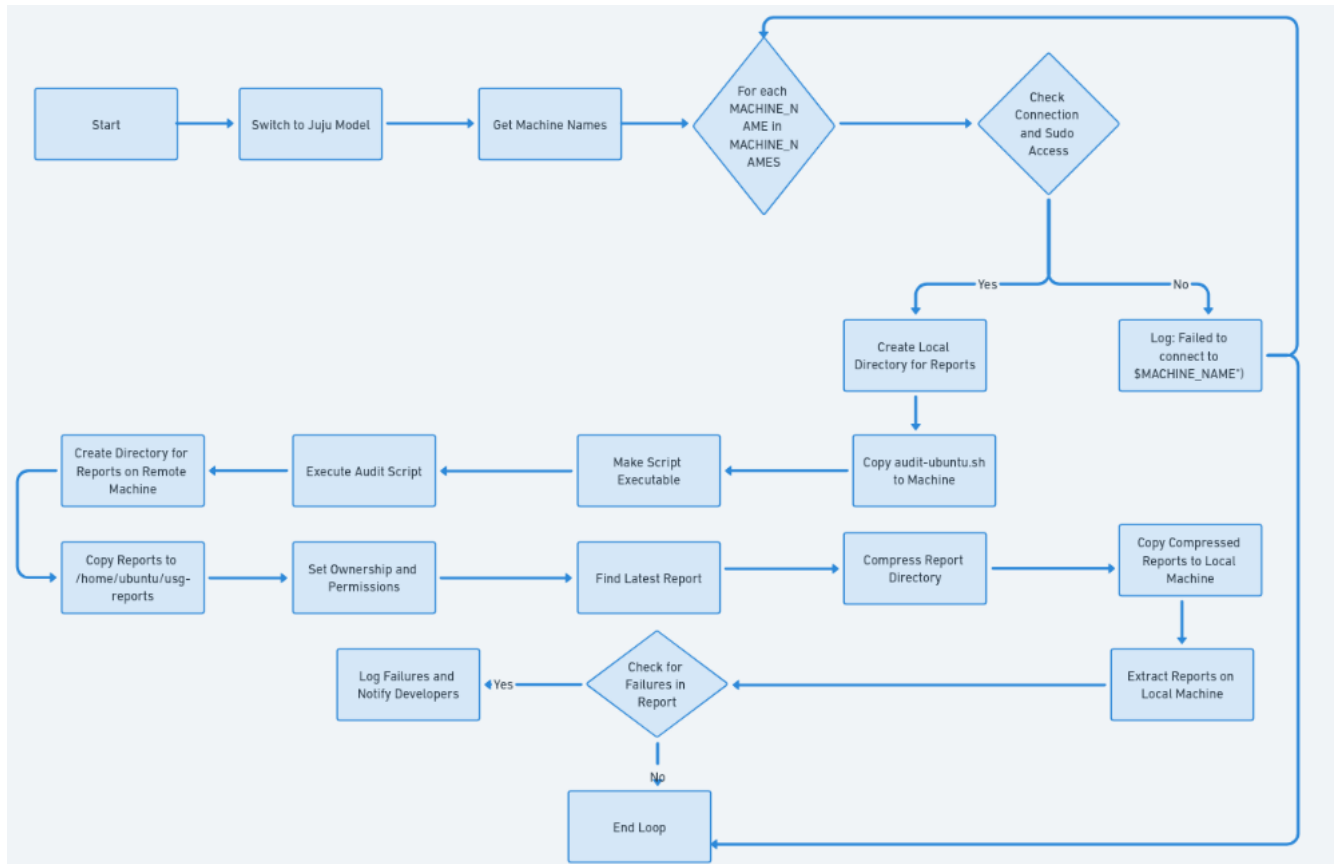 Start
Switch to Juju Model
Get Machine Names
For each
MACHINE_N
AME in
MACHINE_N
AMES
Check
Connection
and Sudo
Access
Yes
No
Create Local
Directory for Reports
Log: Failed to
connect to
$MACHINE_NAME")
Create Directory for
Reports on Remote
Machine
Execute Audit Script
Make Script
Executable
Copy audit-ubuntu.sh
to Machine
Copy Reports to
/home/ubuntu/usg-
reports
Set Ownership and
Permissions
Find Latest Report
Compress Report
Directory
Copy Compressed
Reports to Local
Machine
Log Failures and
Notify Developers
Yes
Check for
Failures in
Report
Extract Reports on
Local Machine
No
End Loop